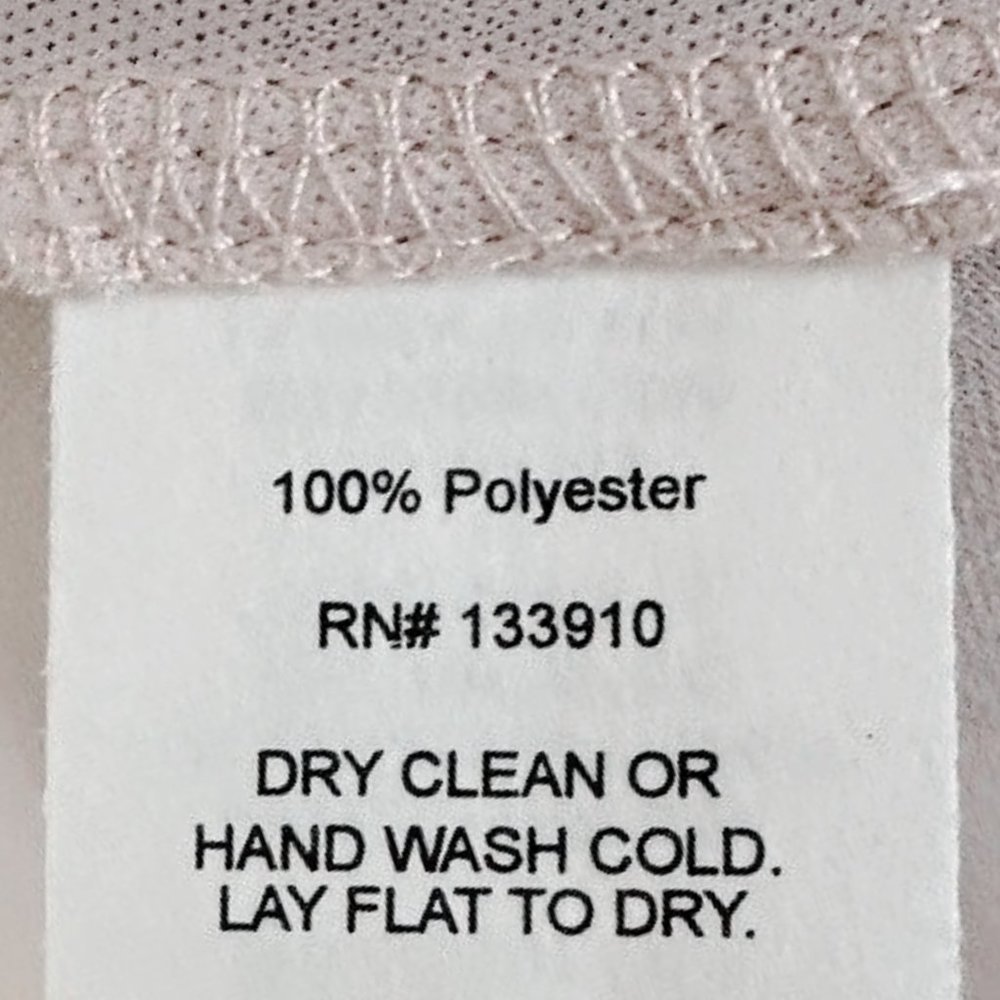 100% Polyester
RN# 133910
DRY CLEAN OR
HAND WASH COLD.
LAY FLAT TO DRY.